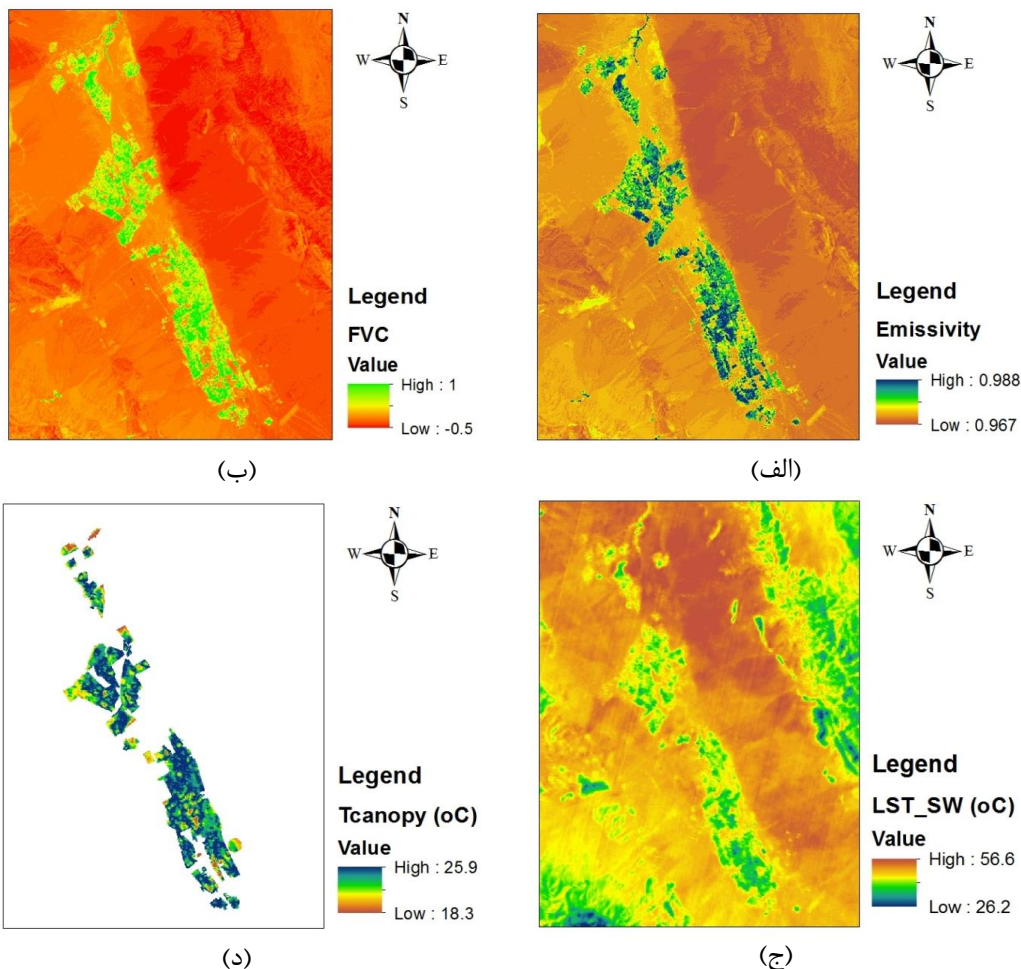 N
W E
S
Legend
FVC
Value
High : 1
Low : -0.5
(ب)
N
W E
S
Legend
Emissivity
Value
High : 0.988
Low : 0.967
(الف)
N
W E
S
Legend
Tcanopy (oC)
Value
High : 25.9
Low : 18.3
(د)
N
W E
S
Legend
LST_SW (oC)
Value
High : 56.6
Low : 26.2
(ج)